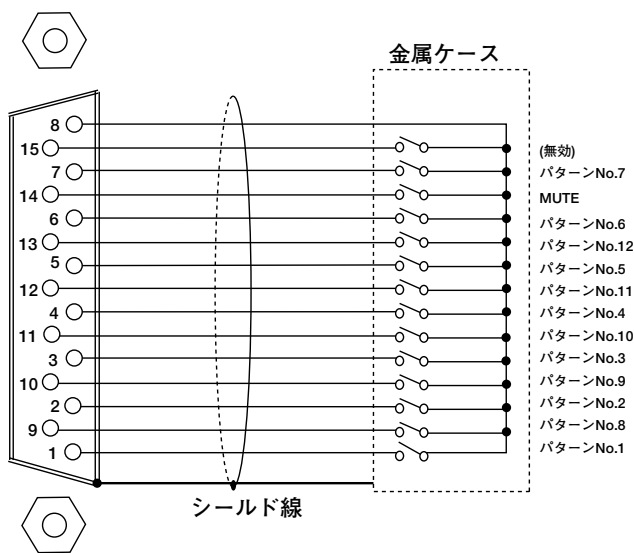 金属ケース
8
15
(無効)
7
パターンNo.7
14
MUTE
6
パターンNo.6
13
パターンNo.12
5
パターンNo.5
12
パターンNo.11
4
パターンNo.4
11
パターンNo.10
3
パターンNo.3
10
パターンNo.9
2
パターンNo.2
9
パターンNo.8
1
パターンNo.1
シールド線